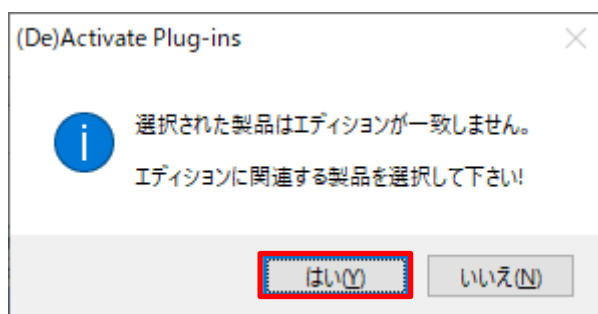 (De)Activate Plug-ins
選択された製品はエディションが一致しません。
エディションに関連する製品を選択して下さい!
はい(Y)
いいえ(N)